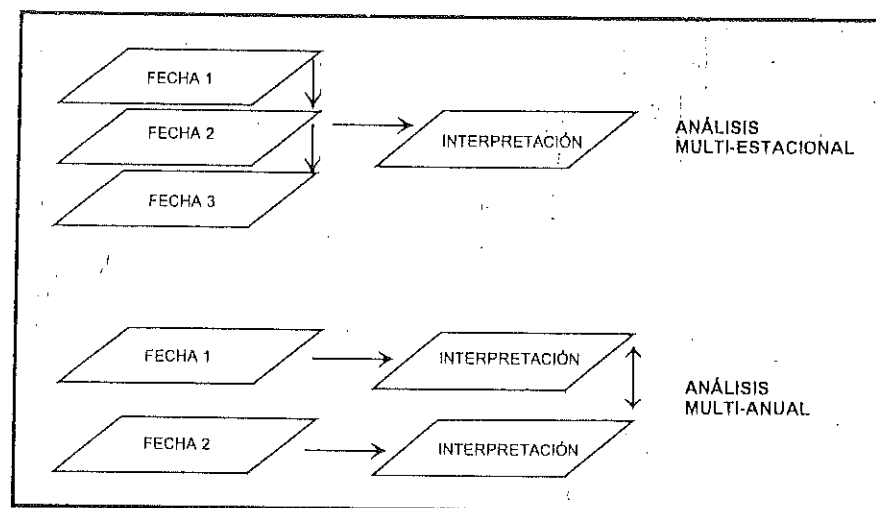 FECHA 1
FECHA 2
INTERPRETACIÓN
ANÁLISIS
MULTI-ESTACIONAL
FECHA 3
FECHA 1
INTERPRETACIÓN
ANÁLISIS
MULTI-ANUAL
FECHA 2
INTERPRETACIÓN